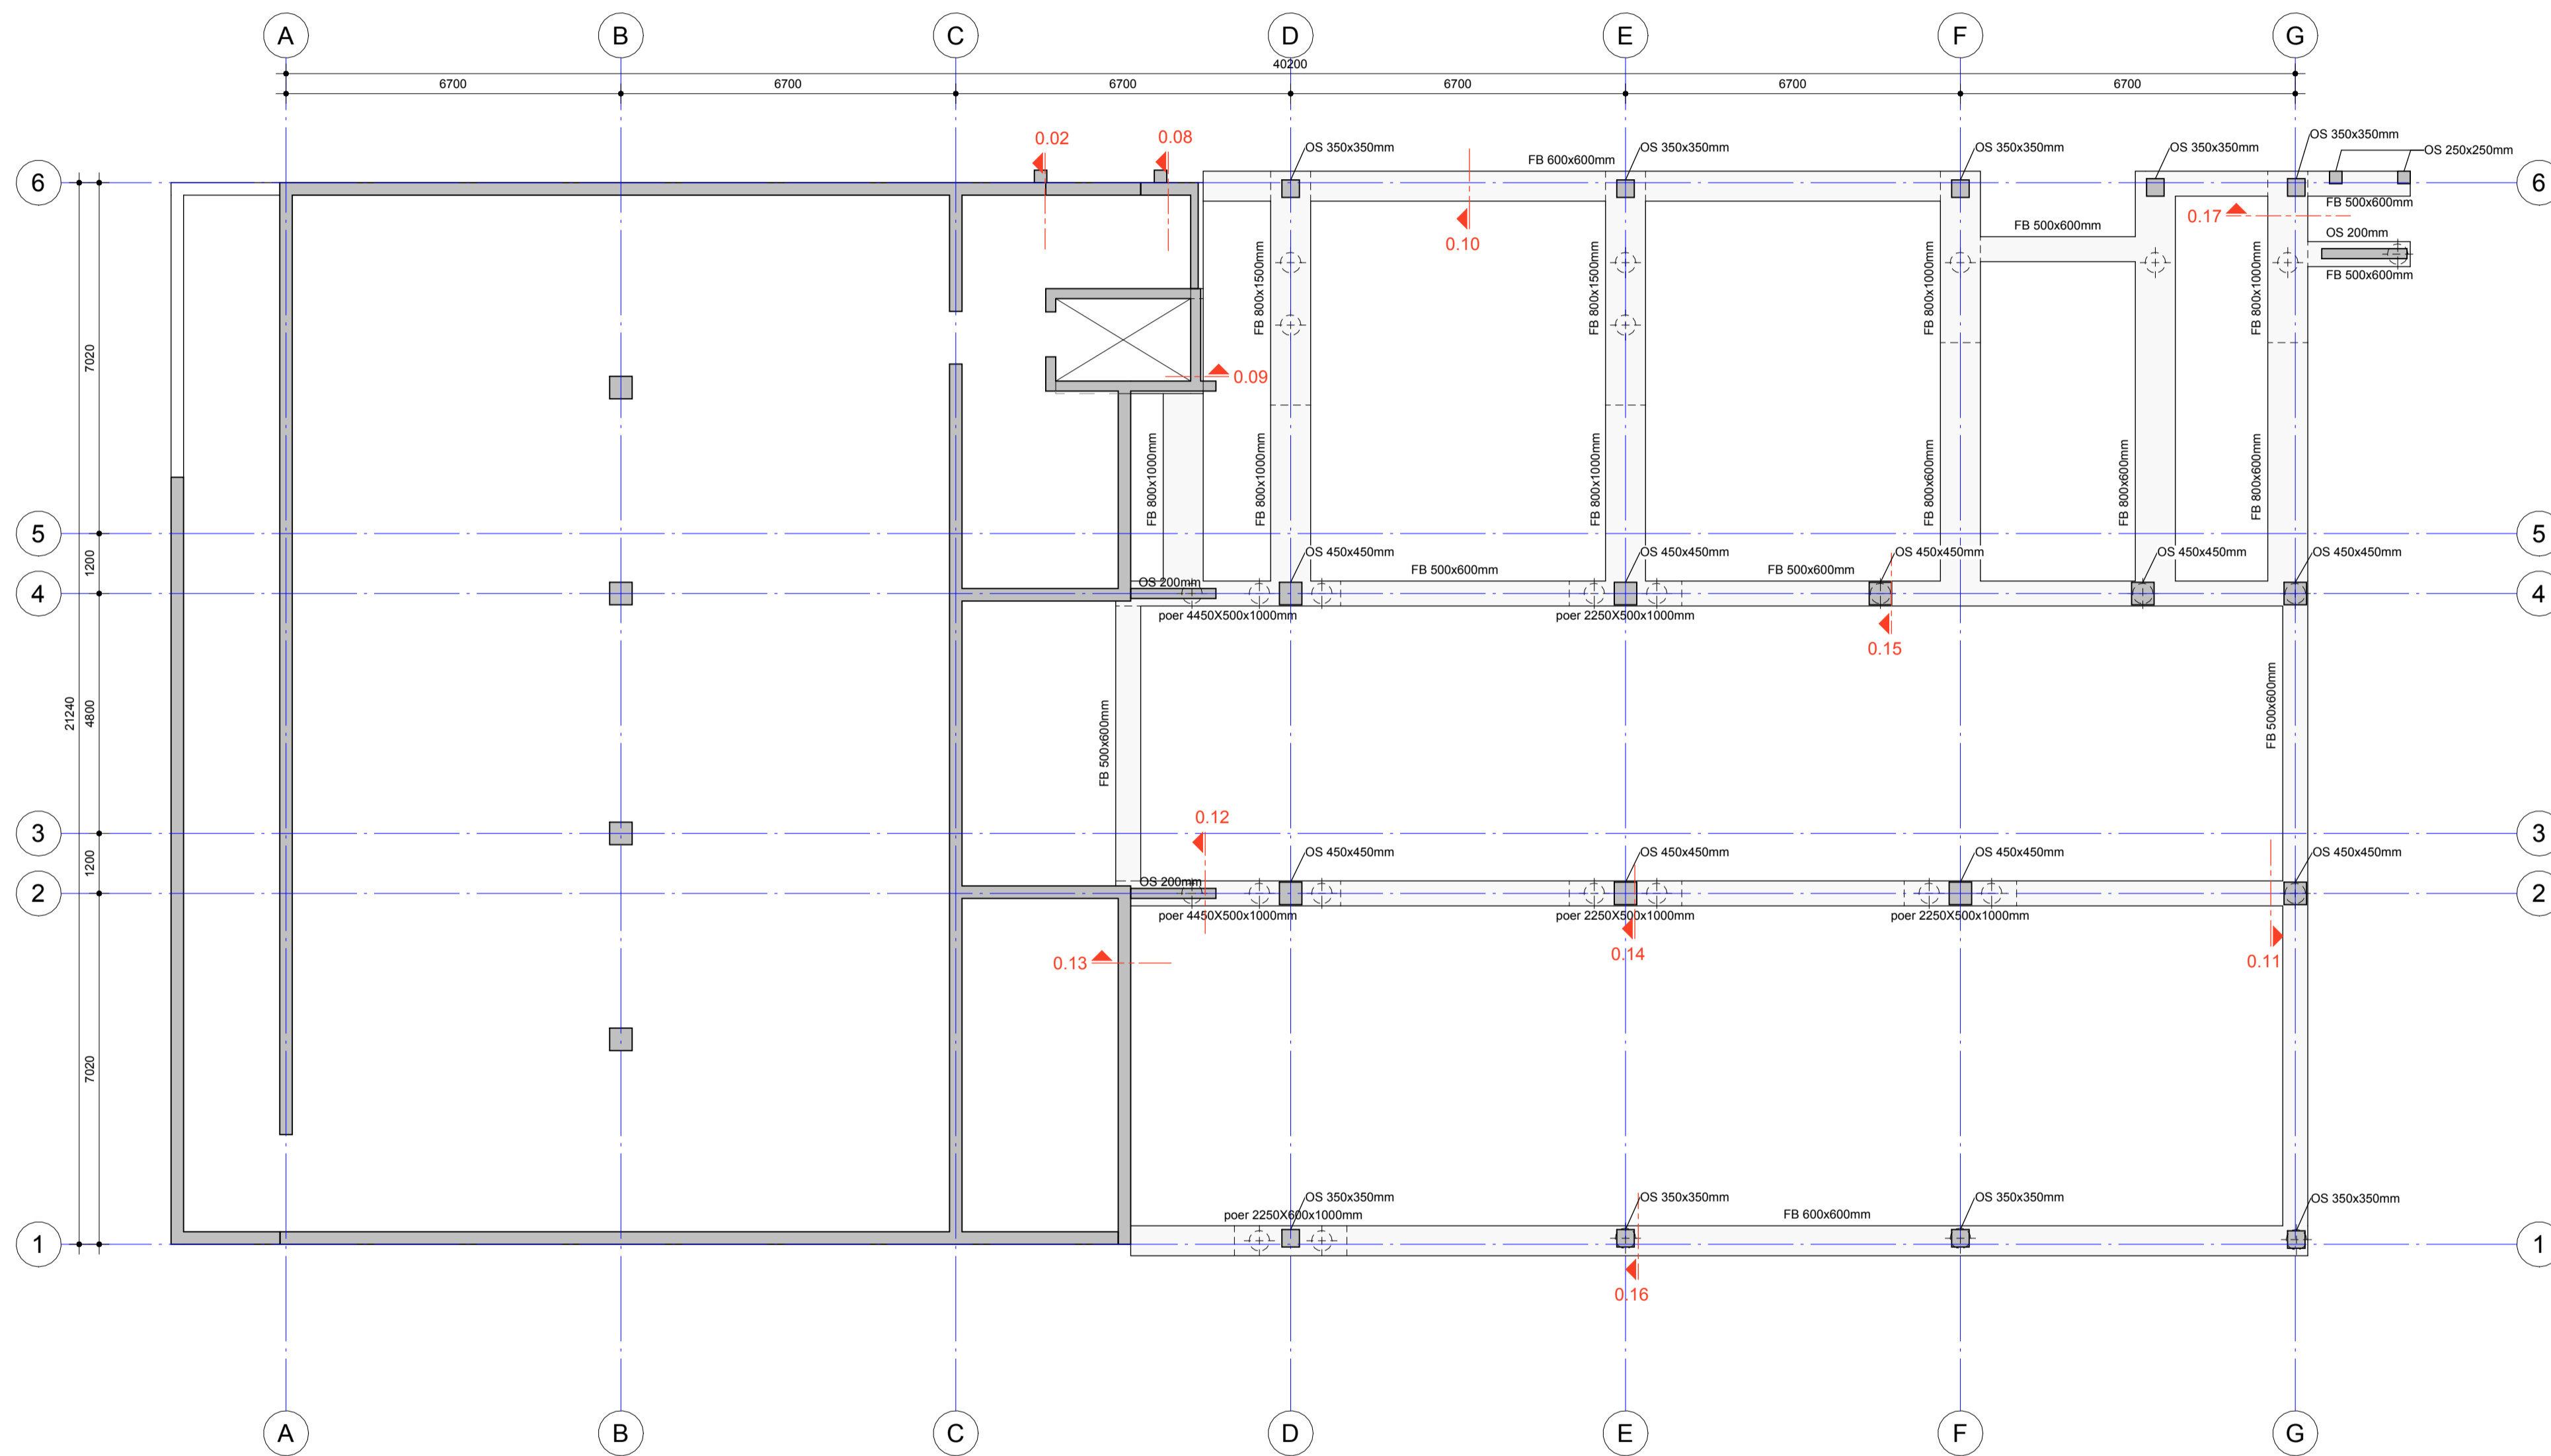 A B C D E F G
40200
6700 6700 6700 6700 6700 6700
0.02 0.08
OS 350x350mm FB 600x600mm OS 350x350mm OS 350x350mm OS 350x350mm OS 350x350mm
OS 250x250mm
6 6
FB 500x600mm
0.17
0.10
FB 500x600mm
OS 200mm
FB 500x600mm
FB 800x1500mm FB 800x1500mm FB 800x1000mm FB 800x1000mm
7020
0.09
FB 800x1000mm FB 800x1000mm FB 800x1000mm FB 800x600mm FB 800x600mm FB 800x600mm
5 5
1200
OS 450x450mm OS 450x450mm OS 450x450mm OS 450x450mm OS 450x450mm
FB 500x600mm FB 500x600mm
OS 200mm
4 4
poer 4450X500x1000mm poer 2250X500x1000mm
0.15
21240
4800
FB 500x600mm
FB 500x600mm
0.12
3 3
1200
OS 450x450mm OS 450x450mm OS 450x450mm OS 450x450mm
OS 200mm
2 2
poer 4450X500x1000mm poer 2250X500x1000mm poer 2250X500x1000mm
0.13
0.14
0.11
7020
OS 350x350mm OS 350x350mm OS 350x350mm OS 350x350mm
poer 2250X600x1000mm FB 600x600mm
1 1
0.16
A B C D E F G